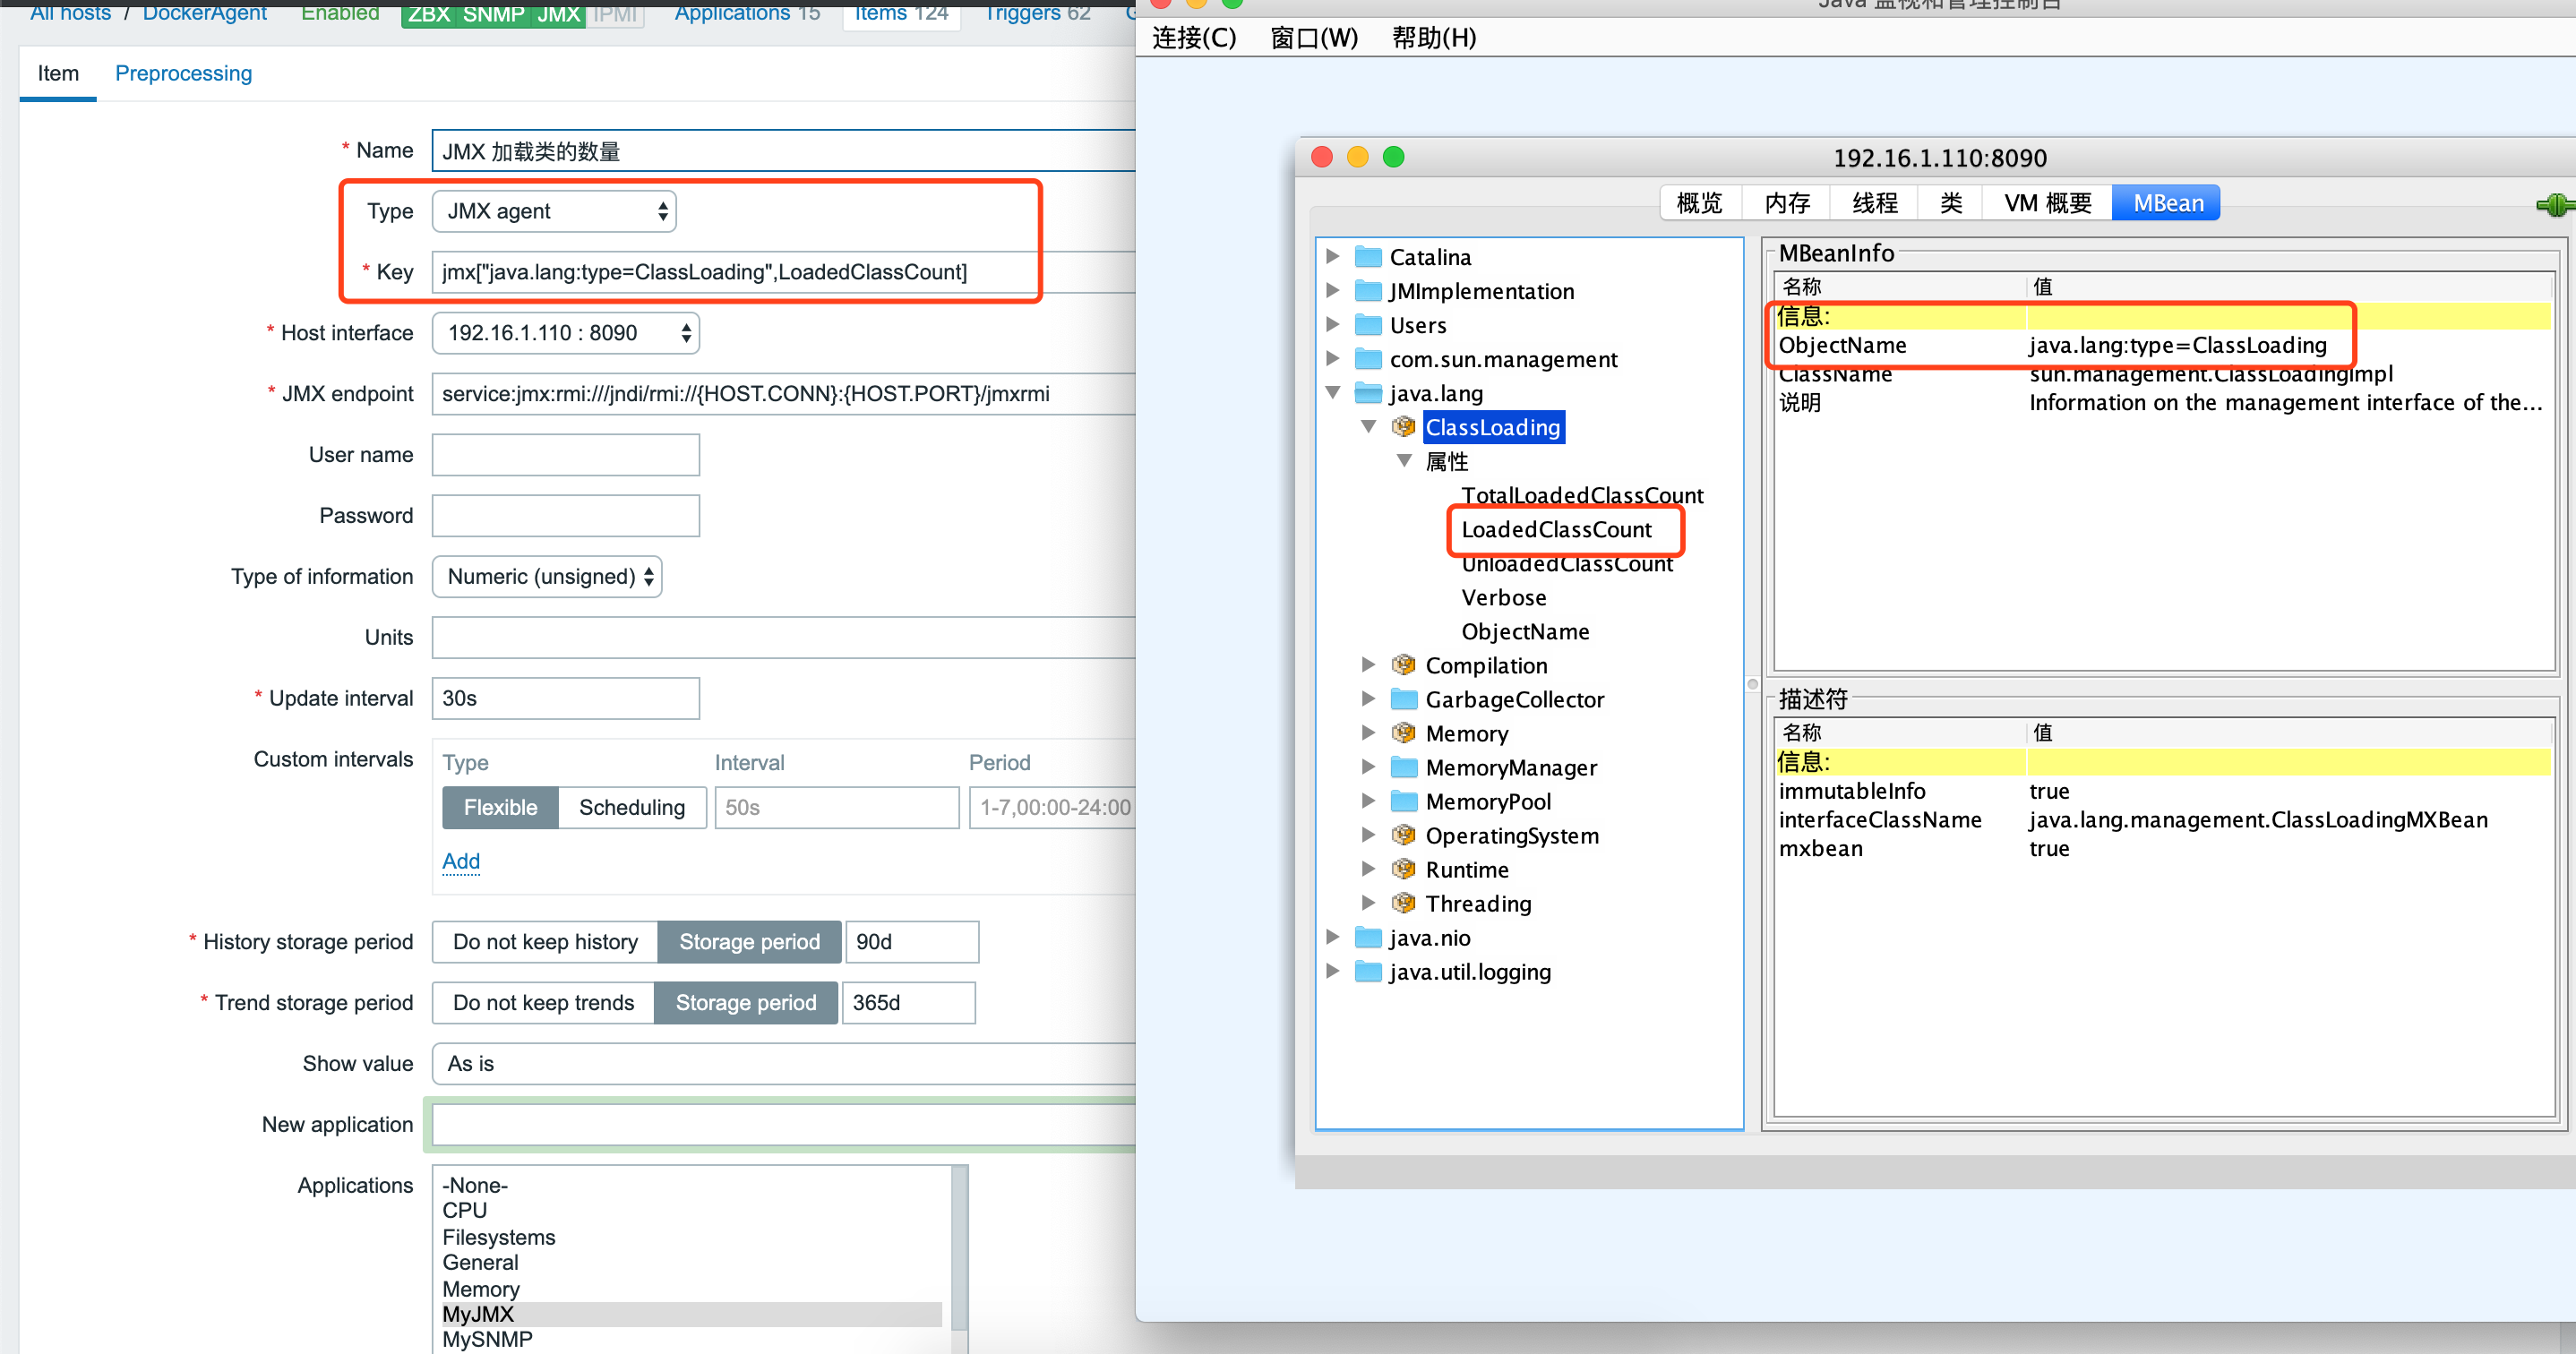 All hosts / DockerAgent Enabled ZBX SNMP JMX IPMI Applications 15 Items 124 Triggers 62
Item Preprocessing
* Name JMX 加载类的数量
Type JMX agent
* Key jmx["java.lang:type=ClassLoading",LoadedClassCount]
* Host interface 192.16.1.110 : 8090
* JMX endpoint service:jmx:rmi:///jndi/rmi://{HOST.CONN}:{HOST.PORT}/jmxrmi
User name
Password
Type of information Numeric (unsigned)
Units
* Update interval 30s
Custom intervals Type Interval Period
Flexible Scheduling 50s 1-7,00:00-24:00
Add
* History storage period Do not keep history Storage period 90d
* Trend storage period Do not keep trends Storage period 365d
Show value As is
New application
Applications -None-
CPU
Filesystems
General
Memory
MyJMX
MySNMP
Java 监视和管理控制台
连接(C) 窗口(W) 帮助(H)
192.16.1.110:8090
概览 内存 线程 类 VM 概要 MBean
Catalina
JMImplementation
Users
com.sun.management
java.lang
ClassLoading
属性
TotalLoadedClassCount
LoadedClassCount
UnloadedClassCount
Verbose
ObjectName
Compilation
GarbageCollector
Memory
MemoryManager
MemoryPool
OperatingSystem
Runtime
Threading
java.nio
java.util.logging
MBeanInfo
名称 值
信息:
ObjectName java.lang:type=ClassLoading
ClassName sun.management.ClassLoadingImpl
说明 Information on the management interface of the...
描述符
名称 值
信息:
immutableInfo true
interfaceClassName java.lang.management.ClassLoadingMXBean
mxbean true